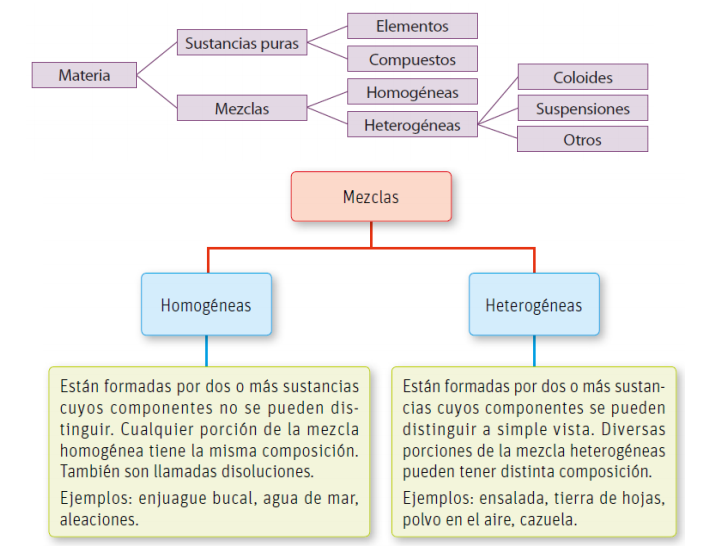 Materia
Sustancias puras
Elementos
Compuestos
Mezclas
Homogéneas
Heterogéneas
Coloides
Suspensiones
Otros
Mezclas
Homogéneas
Heterogéneas
Están formadas por dos o más sustancias
cuyos componentes no se pueden dis-
tinguir. Cualquier porción de la mezcla
homogénea tiene la misma composición.
También son llamadas disoluciones.
Ejemplos: enjuague bucal, agua de mar,
aleaciones.
Están formadas por dos o más sustan-
cias cuyos componentes se pueden
distinguir a simple vista. Diversas
porciones de la mezcla heterogéneas
pueden tener distinta composición.
Ejemplos: ensalada, tierra de hojas,
polvo en el aire, cazuela.